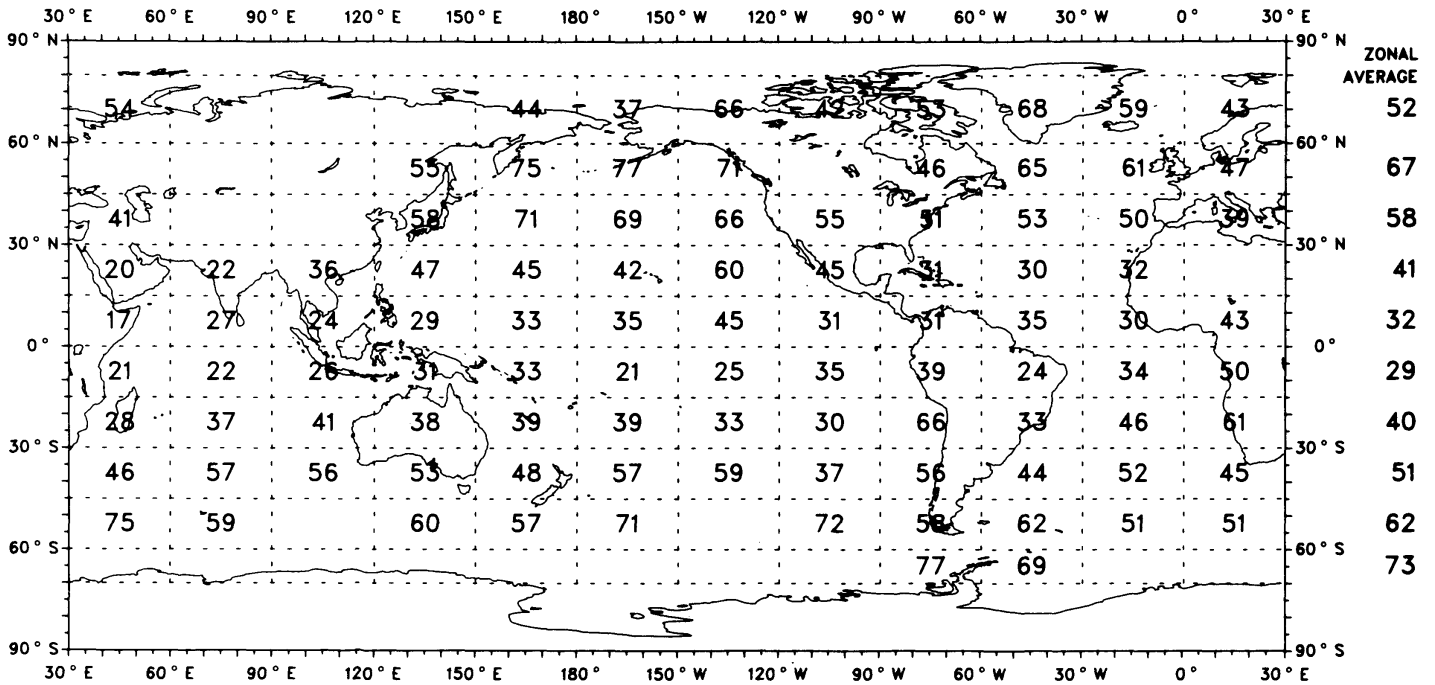 30° E 60° E 90° E 120° E 150° E 180° 150° W 120° W 90° W 60° W 30° W 0° 30° E
90° N 90° N
ZONAL
AVERAGE
54 44 37 66 49 53 68 59 43 52
60° N 60° N
53 75 77 71 46 65 61 47 67
41 58 71 69 66 55 31 53 50 39 58
30° N 30° N
20 22 36 47 45 42 60 45 31 30 32 41
17 27 24 29 33 35 45 31 31 35 30 43 32
0° 0°
21 22 26 31 33 21 25 35 39 24 34 50 29
28 37 41 38 39 39 33 30 66 33 46 61 40
30° S 30° S
46 57 56 53 48 57 59 37 56 44 52 45 51
75 59 60 57 71 72 58 62 51 51 62
60° S 60° S
77 69 73
90° S 90° S
30° E 60° E 90° E 120° E 150° E 180° 150° W 120° W 90° W 60° W 30° W 0° 30° E